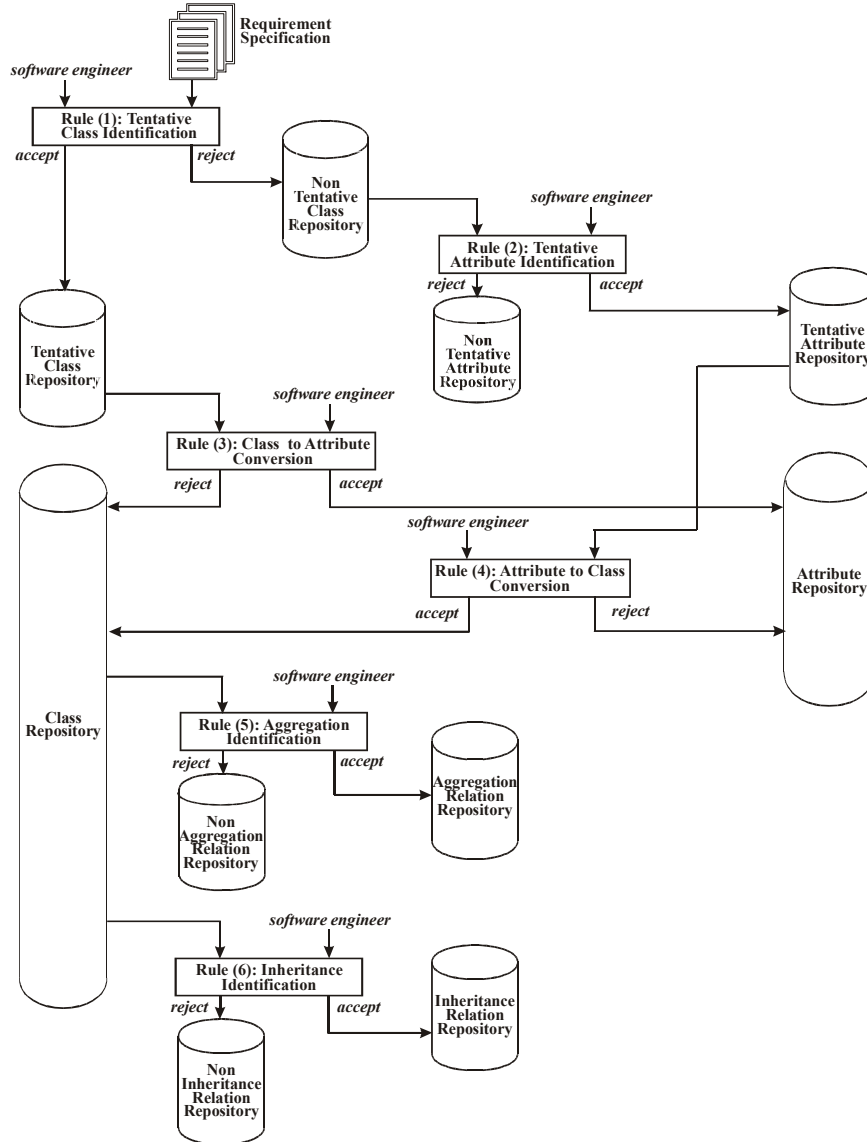 Requirement
Specification
software engineer
Rule (1): Tentative
Class Identification
accept
reject
Non
Tentative
Class
Repository
software engineer
Rule (2): Tentative
Attribute Identification
reject
accept
Tentative
Class
Repository
Non
Tentative
Attribute
Repository
Tentative
Attribute
Repository
software engineer
Rule (3): Class to Attribute
Conversion
reject
accept
software engineer
Rule (4): Attribute to Class
Conversion
accept
reject
Attribute
Repository
Class
Repository
software engineer
Rule (5): Aggregation
Identification
reject
accept
Non
Aggregation
Relation
Repository
Aggregation
Relation
Repository
software engineer
Rule (6): Inheritance
Identification
reject
accept
Non
Inheritance
Relation
Repository
Inheritance
Relation
Repository